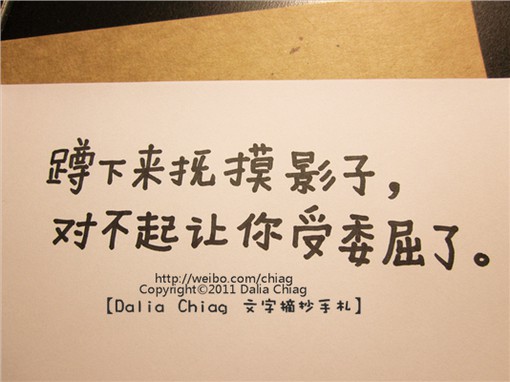 蹲下来抚摸影子，
对不起让你受委屈了。
http://weibo.com/chiag
Copyright©2011 Dalia Chiag
【Dalia Chiag 文字摘抄手札】